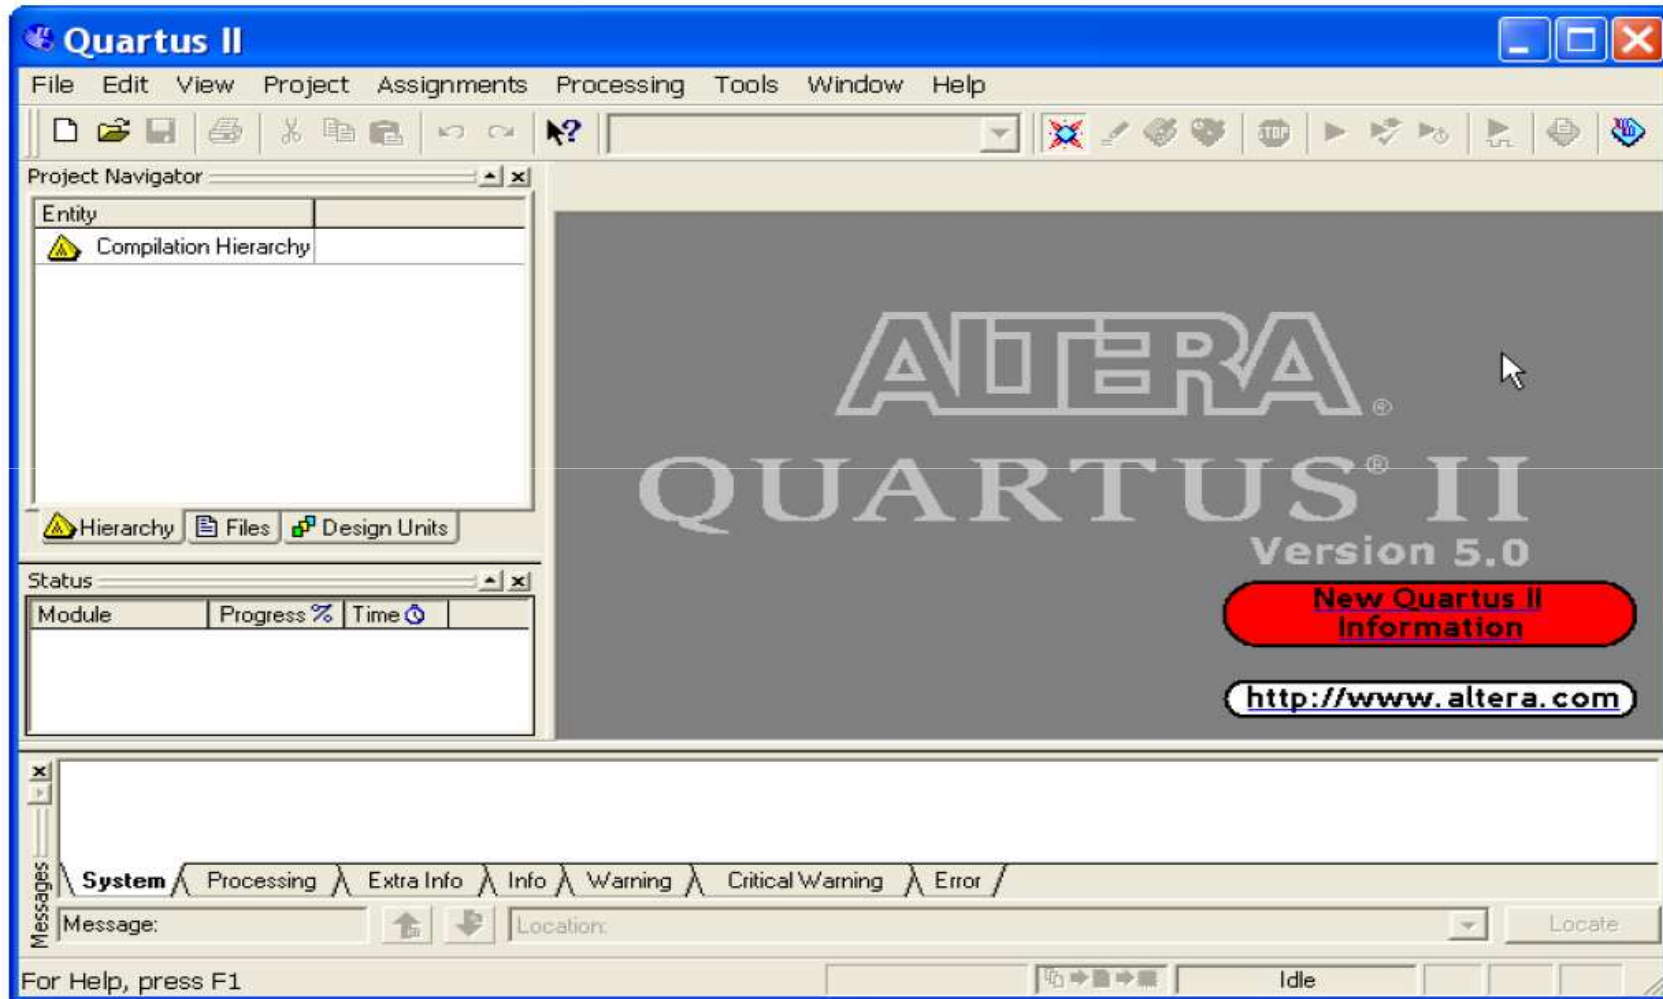 Quartus II
File Edit View Project Assignments Processing Tools Window Help
STOP
Project Navigator
Entity
Compilation Hierarchy
Hierarchy Files Design Units
Status
Module Progress % Time
ALTERA®
QUARTUS® II
Version 5.0
New Quartus II
Information
http://www.altera.com
Messages
System Processing Extra Info Info Warning Critical Warning Error
Message: Location: Locate
For Help, press F1 Idle